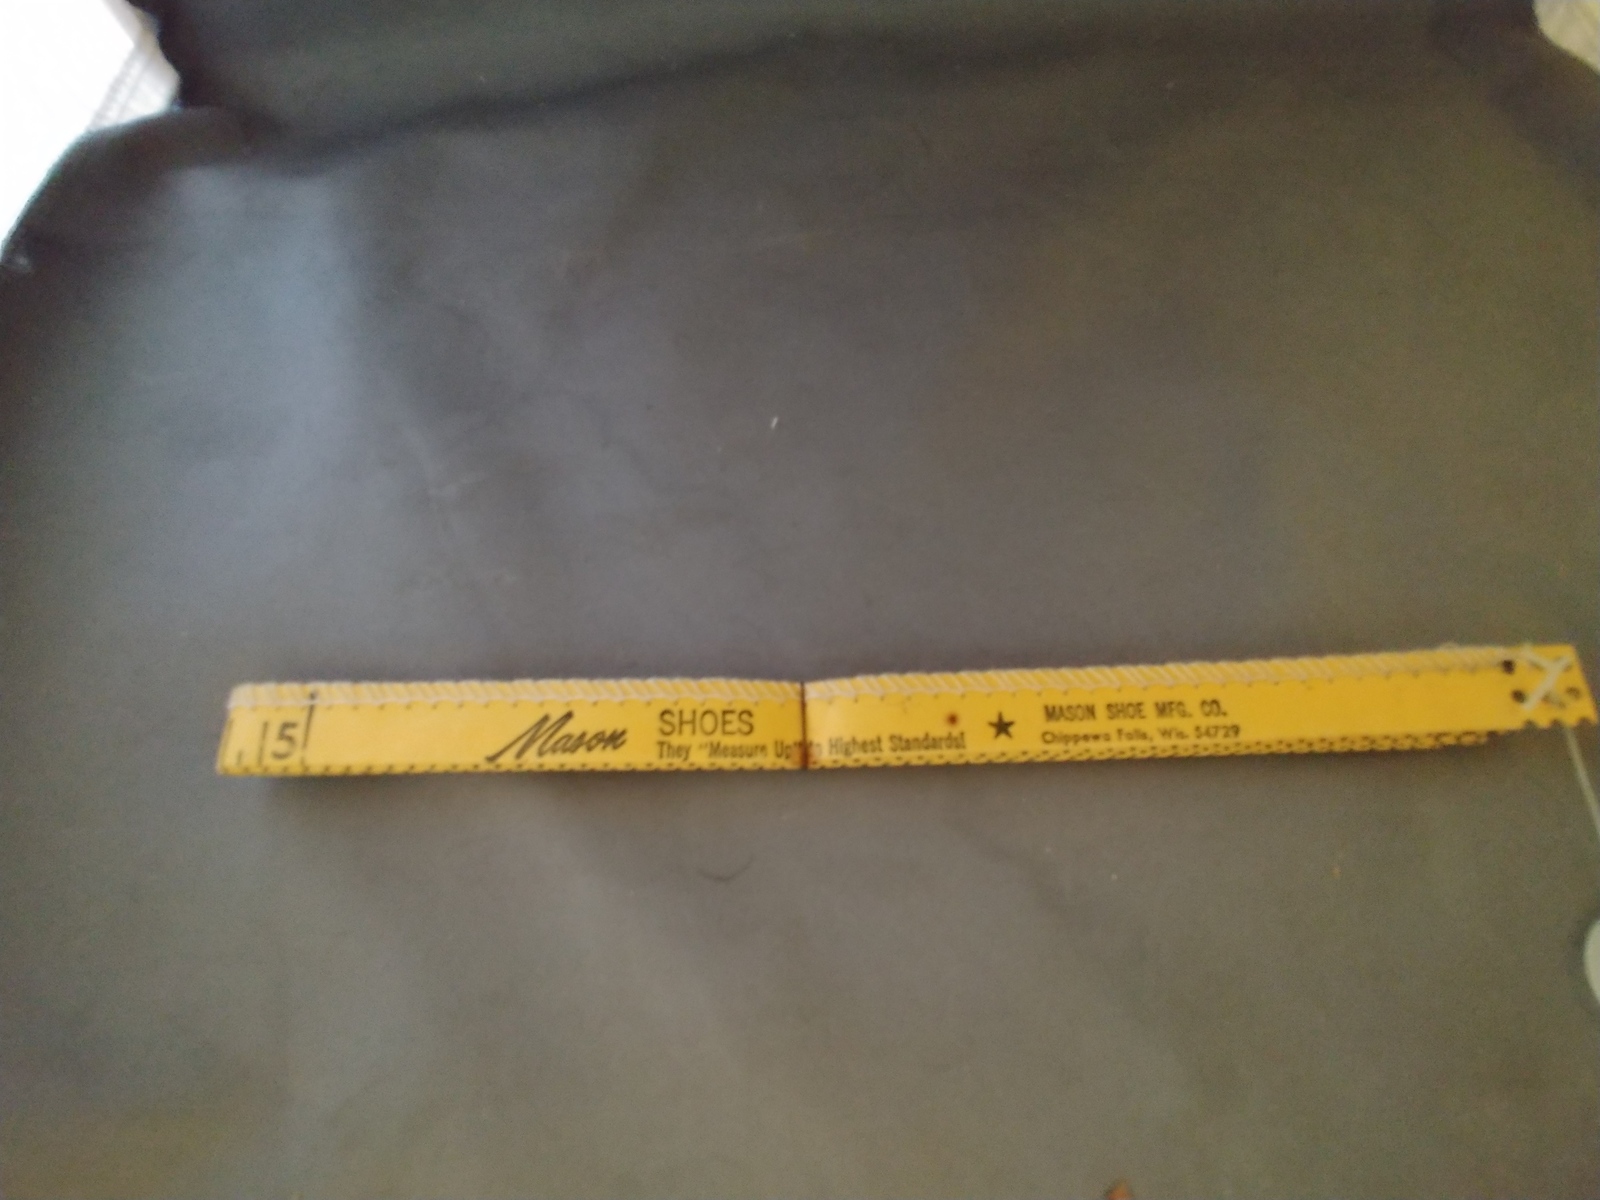 15
Mason SHOES
They "Measure Up" to Highest Standards!
★ MASON SHOE MFG. CO.
Chippewa Falls, Wis. 54729